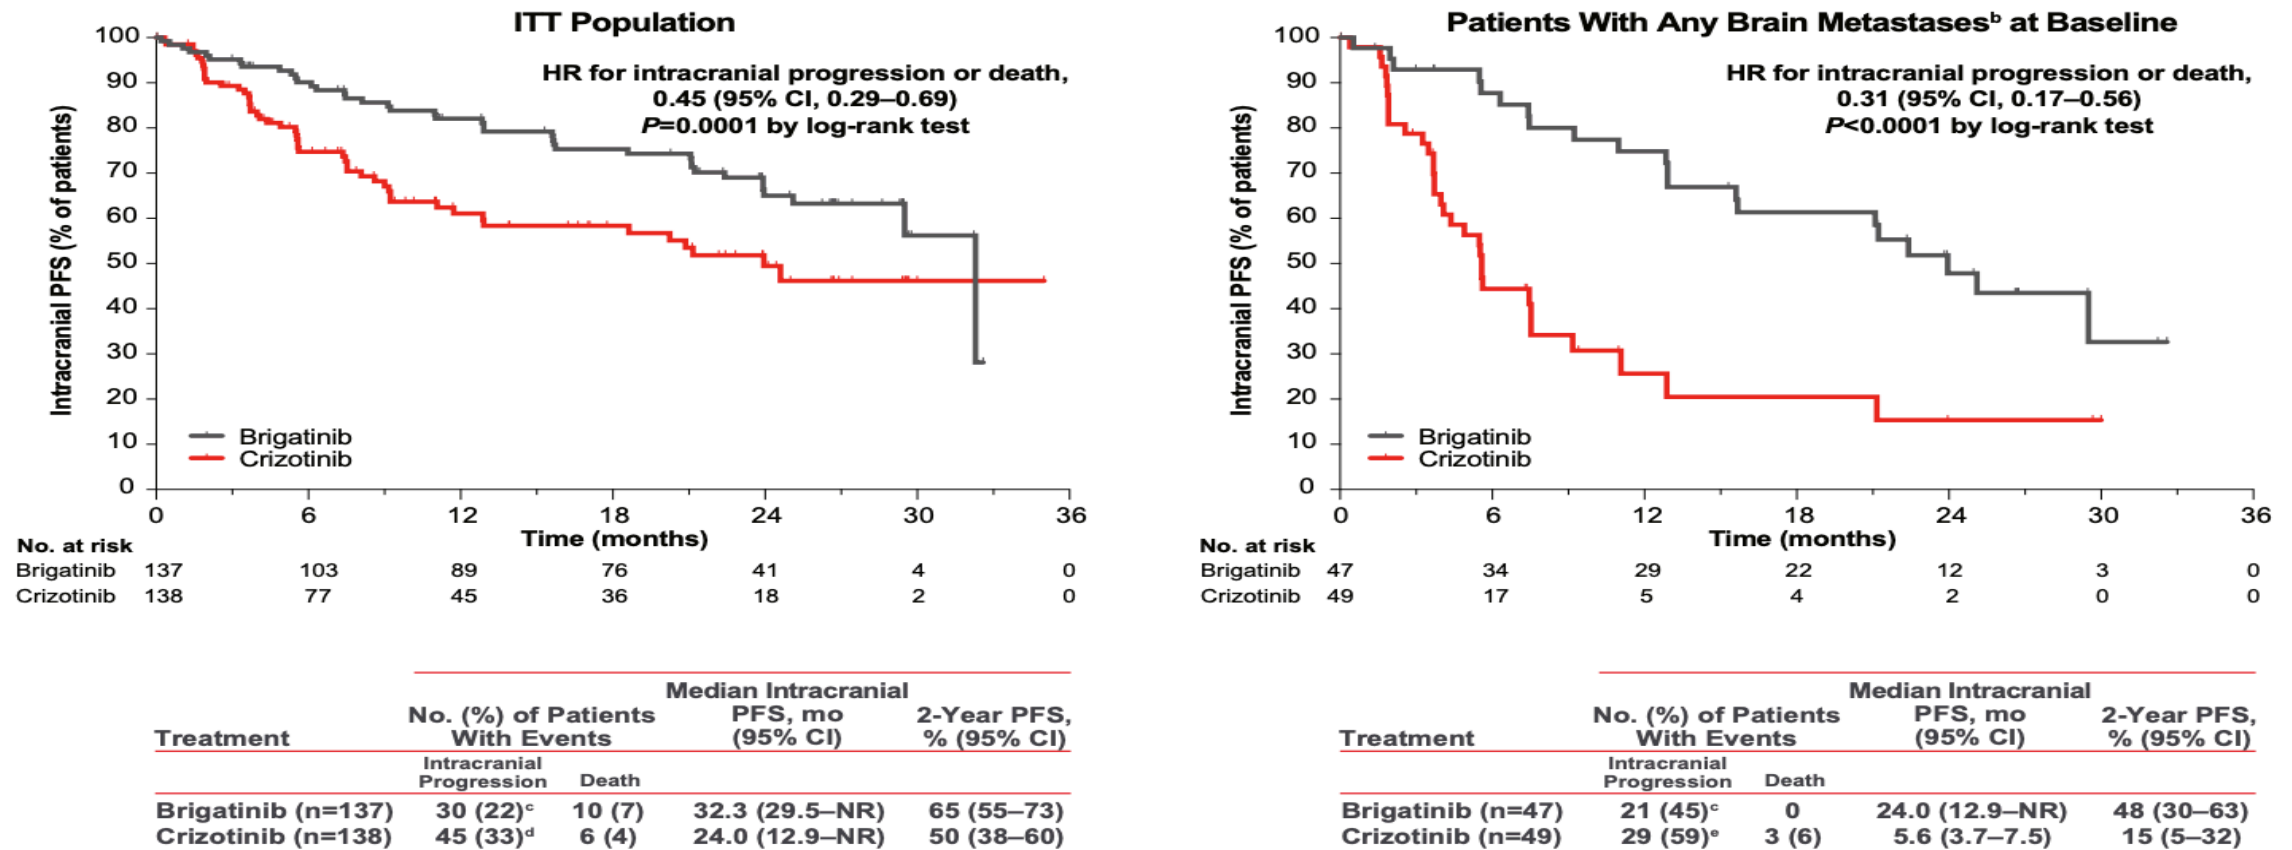 ITT Population
HR for intracranial progression or death,
0.45 (95% CI, 0.29–0.69)
P=0.0001 by log-rank test
Intracranial PFS (% of patients)
100
90
80
70
60
50
40
30
20
10
0
Brigatinib
Crizotinib
0 6 12 18 24 30 36
Time (months)
No. at risk
Brigatinib 137 103 89 76 41 4 0
Crizotinib 138 77 45 36 18 2 0
Median Intracranial
No. (%) of Patients PFS, mo 2-Year PFS,
Treatment With Events (95% CI) % (95% CI)
Intracranial
Progression Death
Brigatinib (n=137) 30 (22)ᶜ 10 (7) 32.3 (29.5–NR) 65 (55–73)
Crizotinib (n=138) 45 (33)ᵈ 6 (4) 24.0 (12.9–NR) 50 (38–60)
Patients With Any Brain Metastasesᵇ at Baseline
HR for intracranial progression or death,
0.31 (95% CI, 0.17–0.56)
P<0.0001 by log-rank test
Intracranial PFS (% of patients)
100
90
80
70
60
50
40
30
20
10
0
Brigatinib
Crizotinib
0 6 12 18 24 30 36
Time (months)
No. at risk
Brigatinib 47 34 29 22 12 3 0
Crizotinib 49 17 5 4 2 0 0
Median Intracranial
No. (%) of Patients PFS, mo 2-Year PFS,
Treatment With Events (95% CI) % (95% CI)
Intracranial
Progression Death
Brigatinib (n=47) 21 (45)ᶜ 0 24.0 (12.9–NR) 48 (30–63)
Crizotinib (n=49) 29 (59)ᵉ 3 (6) 5.6 (3.7–7.5) 15 (5–32)